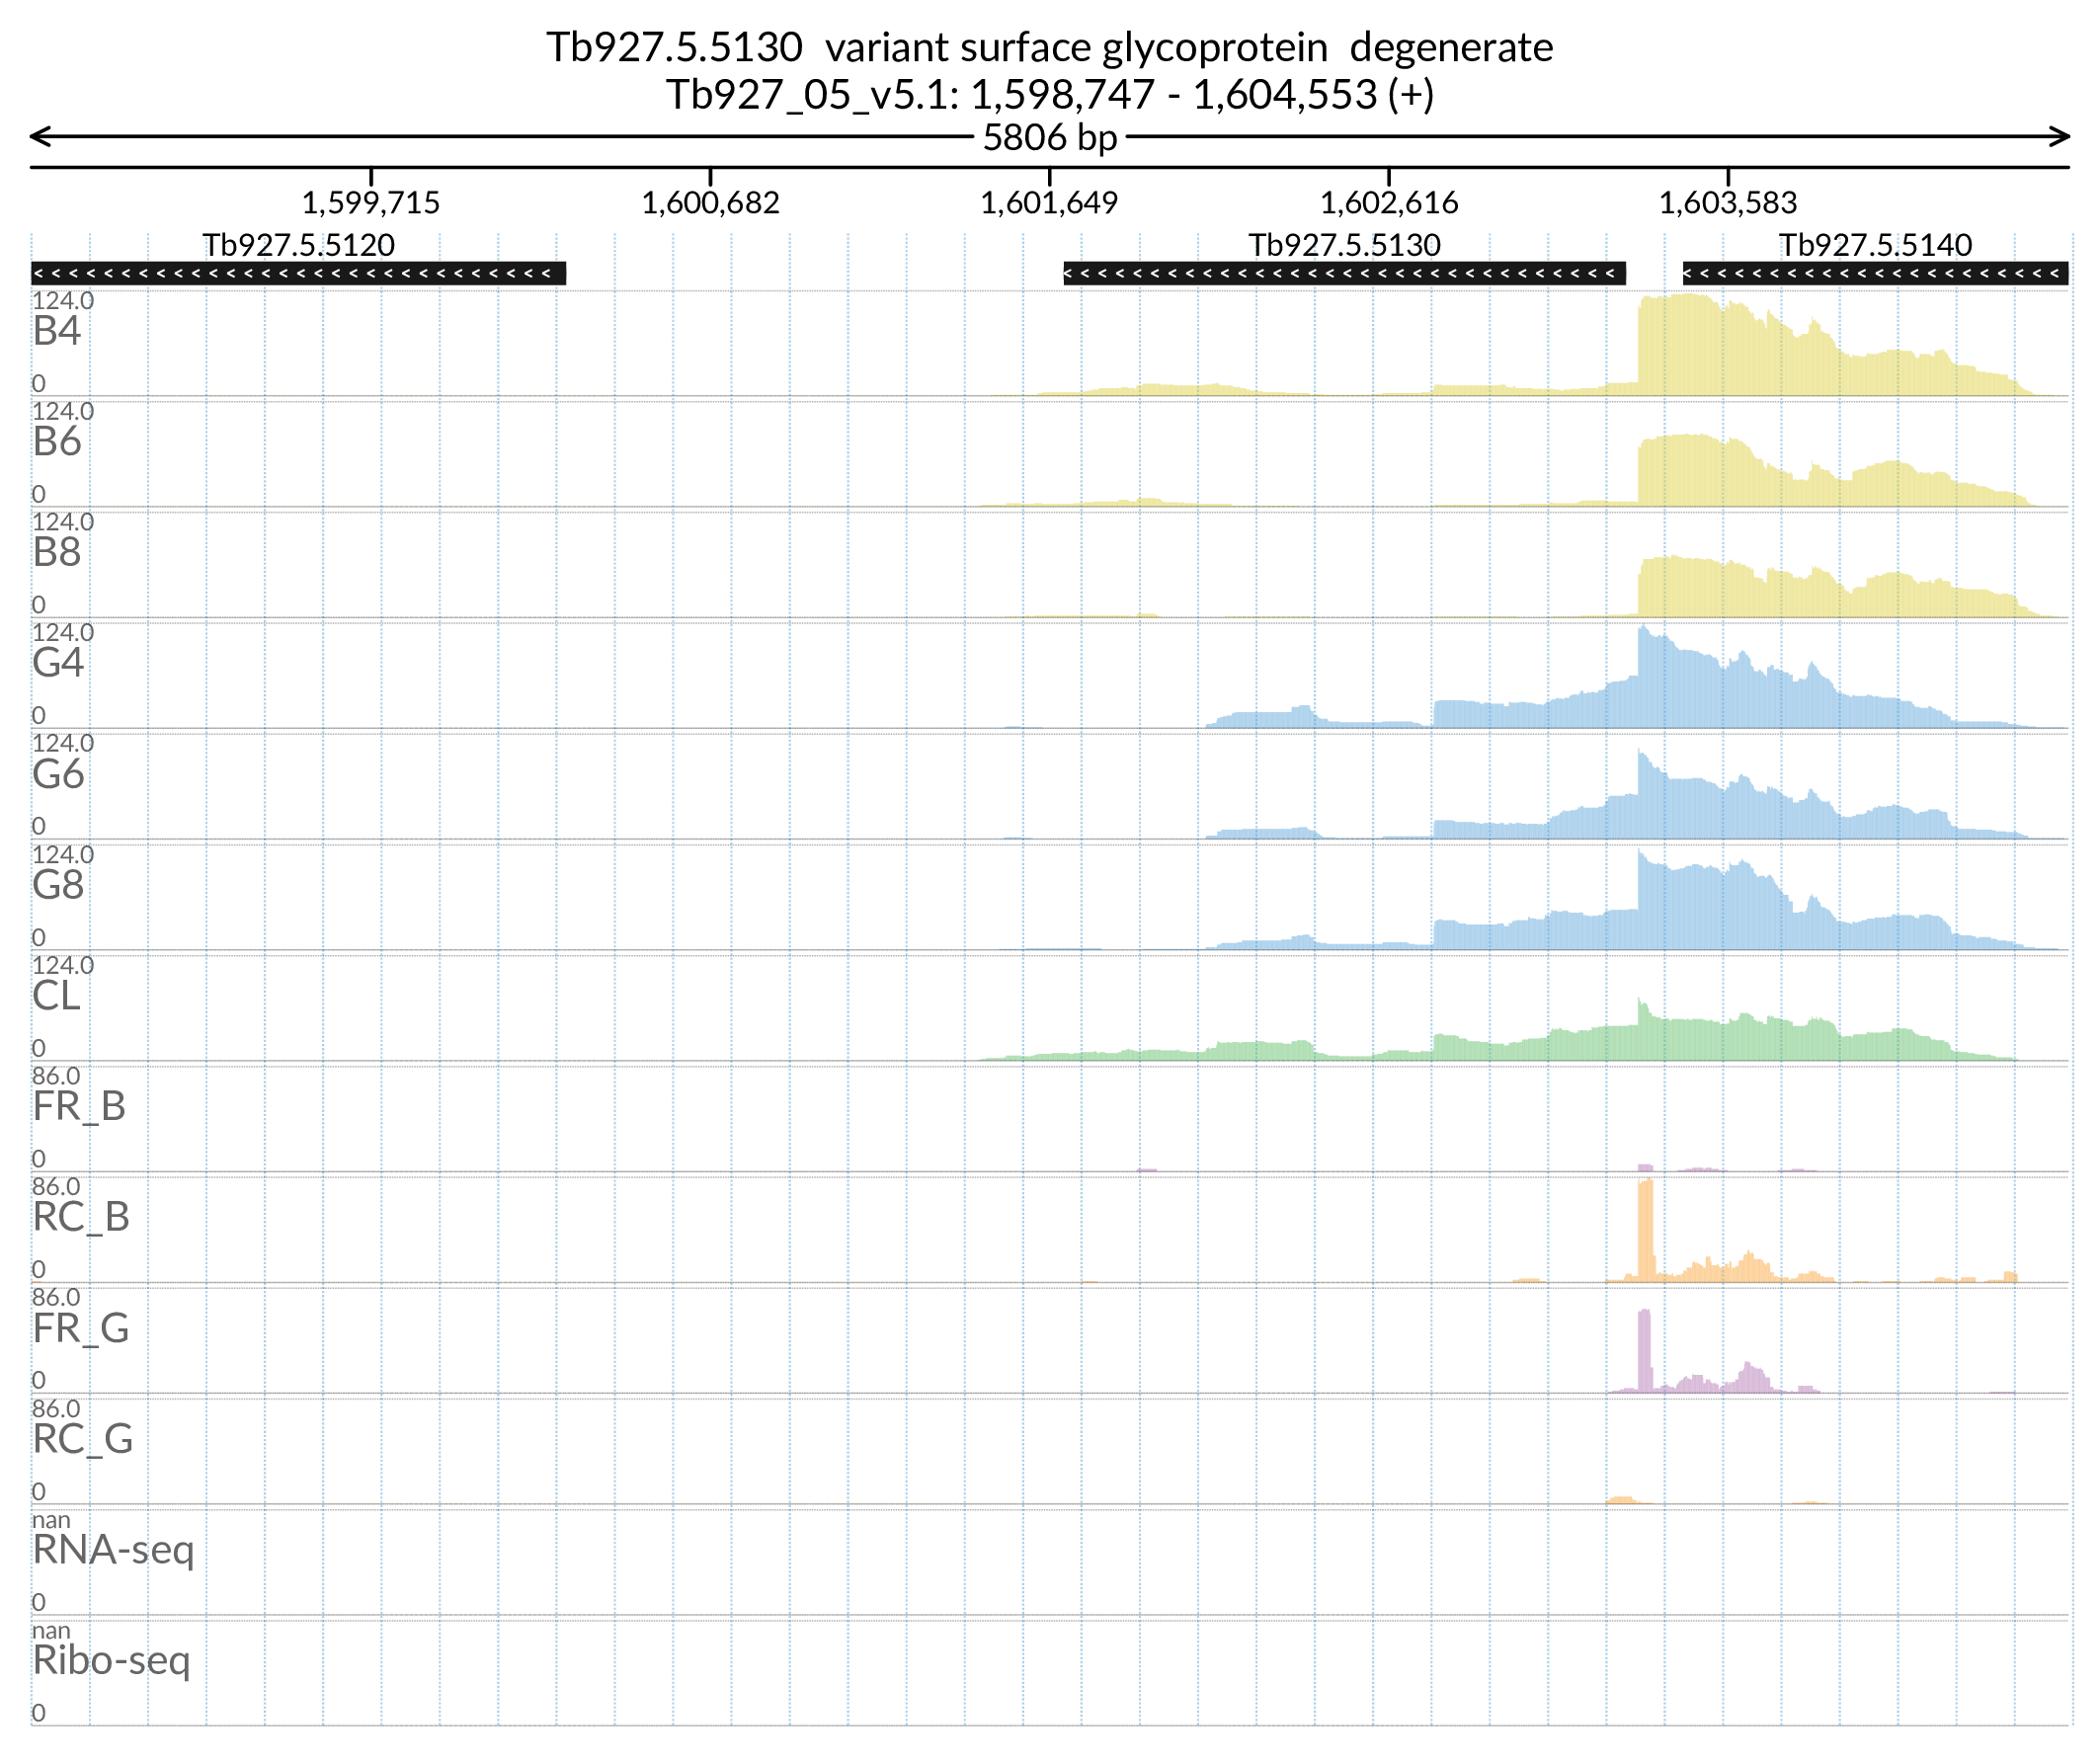 Tb927.5.5130 variant surface glycoprotein degenerate
Tb927_05_v5.1: 1,598,747 - 1,604,553 (+)
5806 bp
1,599,715 1,600,682 1,601,649 1,602,616 1,603,583
Tb927.5.5120 Tb927.5.5130 Tb927.5.5140
124.0
B4
0
124.0
B6
0
124.0
B8
0
124.0
G4
0
124.0
G6
0
124.0
G8
0
124.0
CL
0
86.0
FR_B
0
86.0
RC_B
0
86.0
FR_G
0
86.0
RC_G
0
nan
RNA-seq
0
nan
Ribo-seq
0